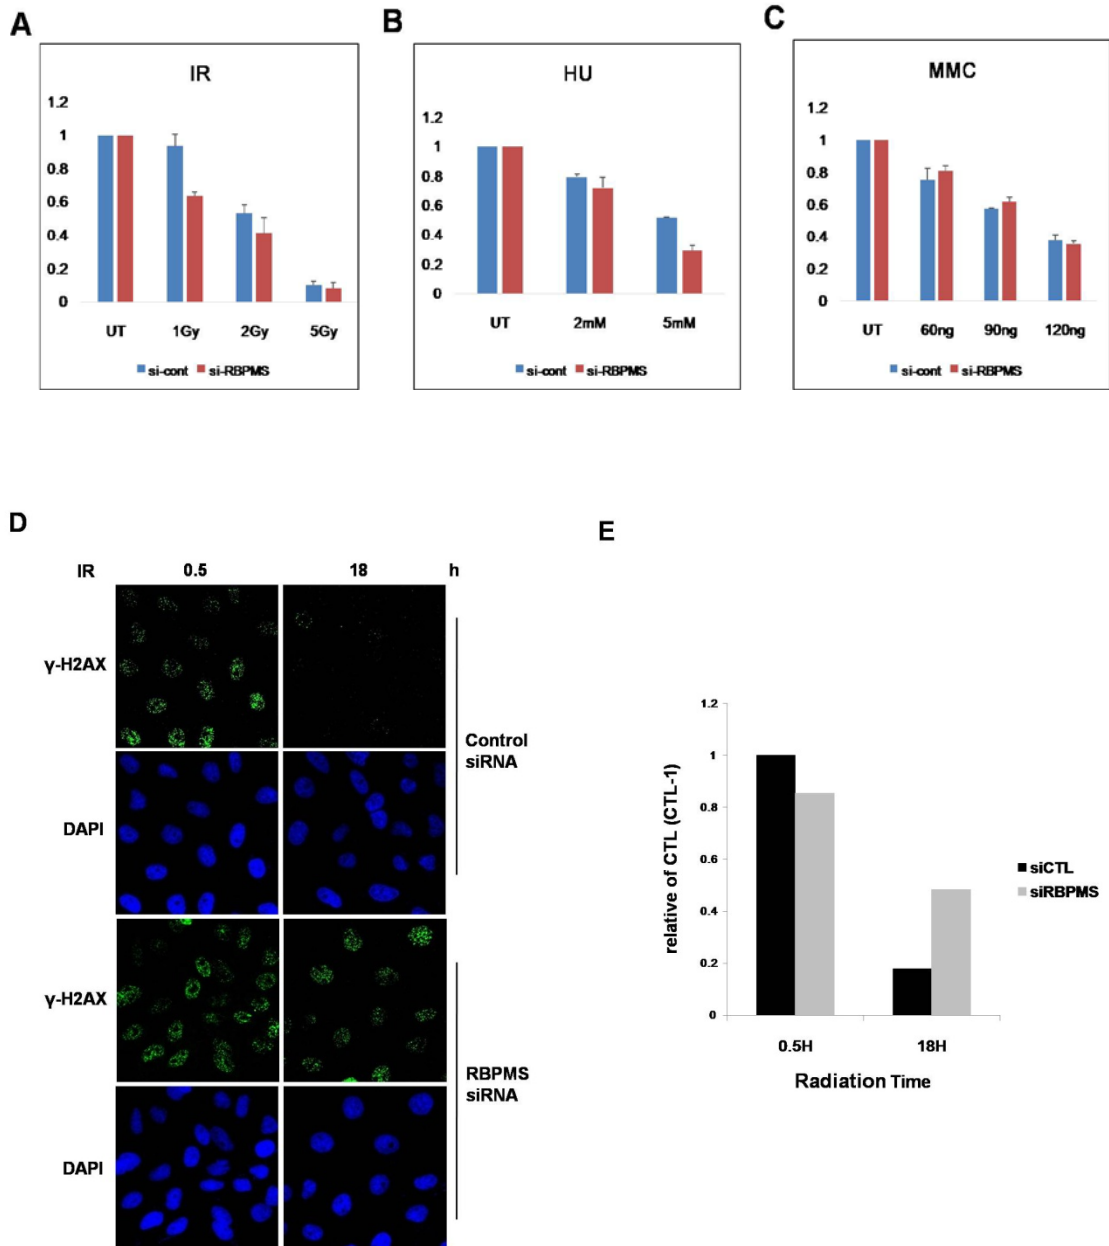 A
IR
1.2
1
0.8
0.6
0.4
0.2
0
UT 1Gy 2Gy 5Gy
si-cont si-RBPMS
B
HU
1.2
1
0.8
0.6
0.4
0.2
0
UT 2mM 5mM
si-cont si-RBPMS
C
MMC
1.2
1
0.8
0.6
0.4
0.2
0
UT 60ng 90ng 120ng
si-cont si-RBPMS
D
IR 0.5 18 h
γ-H2AX
DAPI
Control
siRNA
γ-H2AX
DAPI
RBPMS
siRNA
E
relative of CTL (CTL-1)
1.2
1
0.8
0.6
0.4
0.2
0
0.5H 18H
Radiation Time
siCTL
siRBPMS